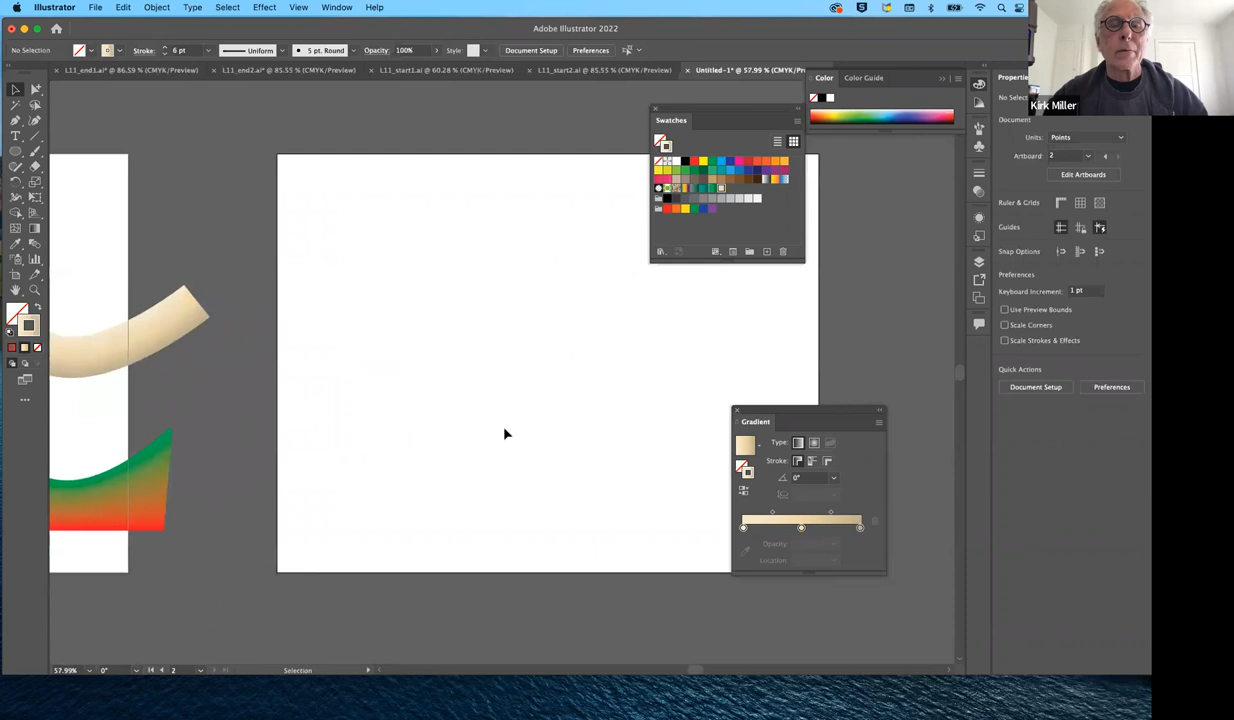 Illustrator File Edit Object Type Select Effect View Window Help
Adobe Illustrator 2022
No Selection Stroke: 6 pt Uniform 5 pt. Round Opacity: 100% Style: Document Setup Preferences
L11_end1.ai* @ 86.59 % (CMYK/Preview) L11_end2.ai* @ 85.55 % (CMYK/Preview) L11_start1.ai @ 60.28 % (CMYK/Preview) L11_start2.ai @ 85.55% (CMYK/Preview) Untitled-1* @ 57.99 % (CMYK/Pre
Color Color Guide
Properties
Kirk Miller
No Selec
Swatches
Document
Units: Points
Artboard:
2
Edit Artboards
Ruler & Grids
Guides
Snap Options
Preferences
Keyboard Increment: 1 pt
Use Preview Bounds
Scale Corners
Scale Strokes & Effects
Quick Actions
Document Setup Preferences
Gradient
Type:
Stroke:
0°
Opacity:
Location:
57.99% 0° 2 Selection